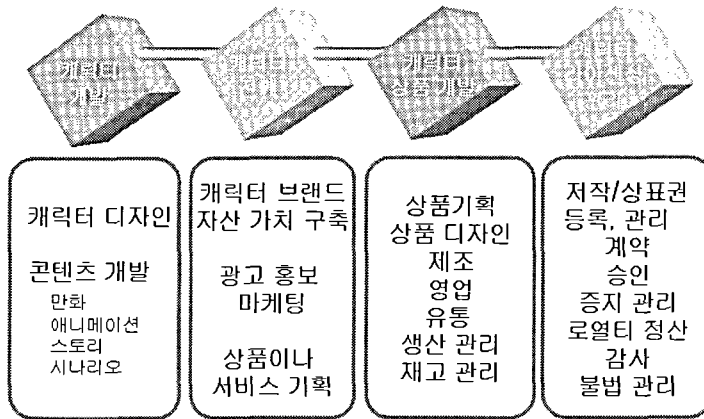 캐릭터
개발
캐릭터
캐릭터
상품 개발
캐릭터
캐릭터 디자인
콘텐츠 개발
만화
애니메이션
스토리
시나리오
캐릭터 브랜드
자산 가치 구축
광고 홍보
마케팅
상품이나
서비스 기획
상품기획
상품 디자인
제조
영업
유통
생산 관리
재고 관리
저작/상표권
등록, 관리
계약
승인
증지 관리
로열티 정산
감사
불법 관리